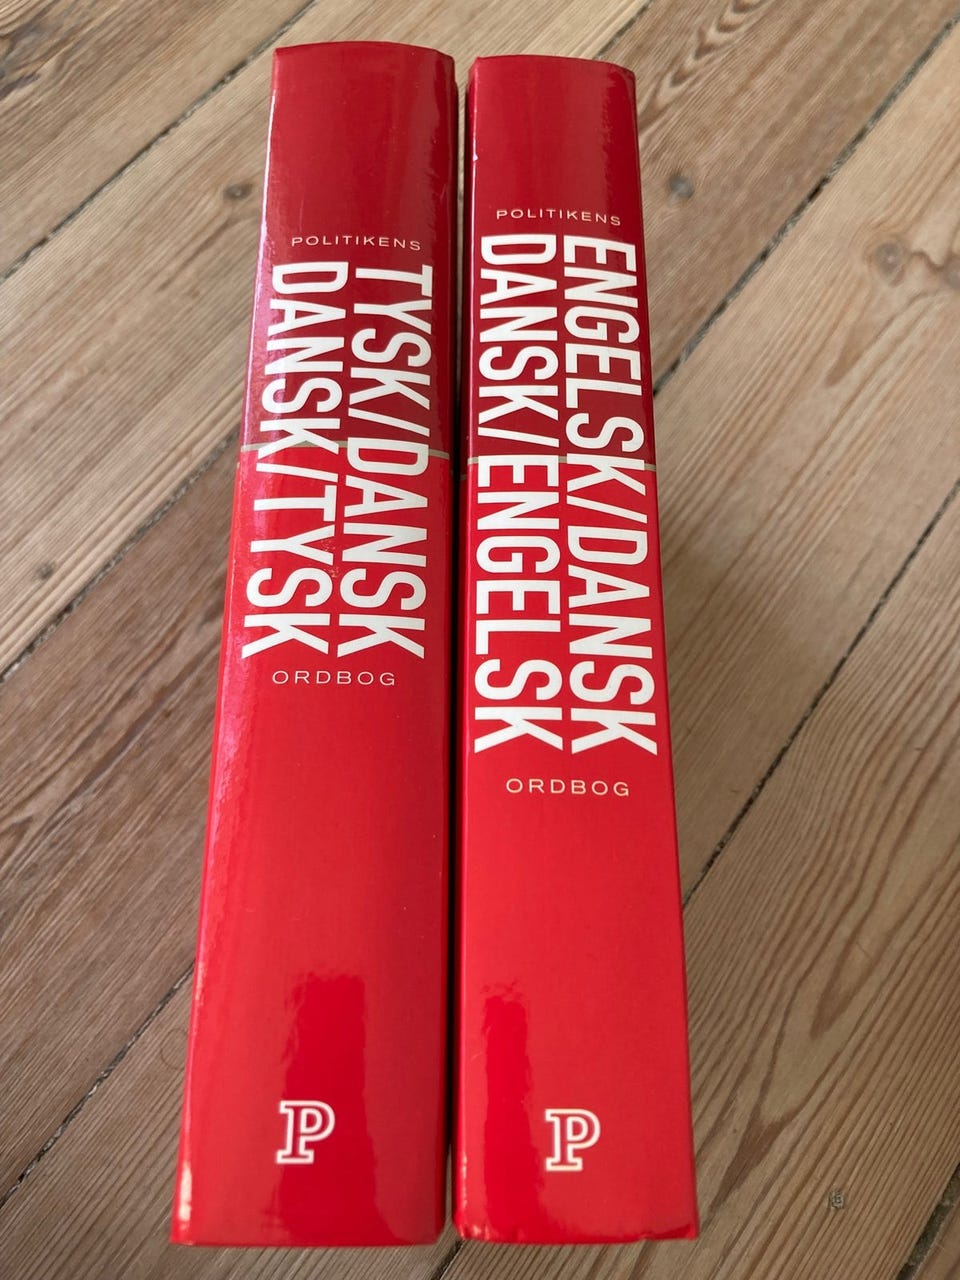 POLITIKENS
TYSK/DANSK
DANSK/TYSK
ORDBOG
P
POLITIKENS
ENGELSK/DANSK
DANSK/ENGELSK
ORDBOG
P